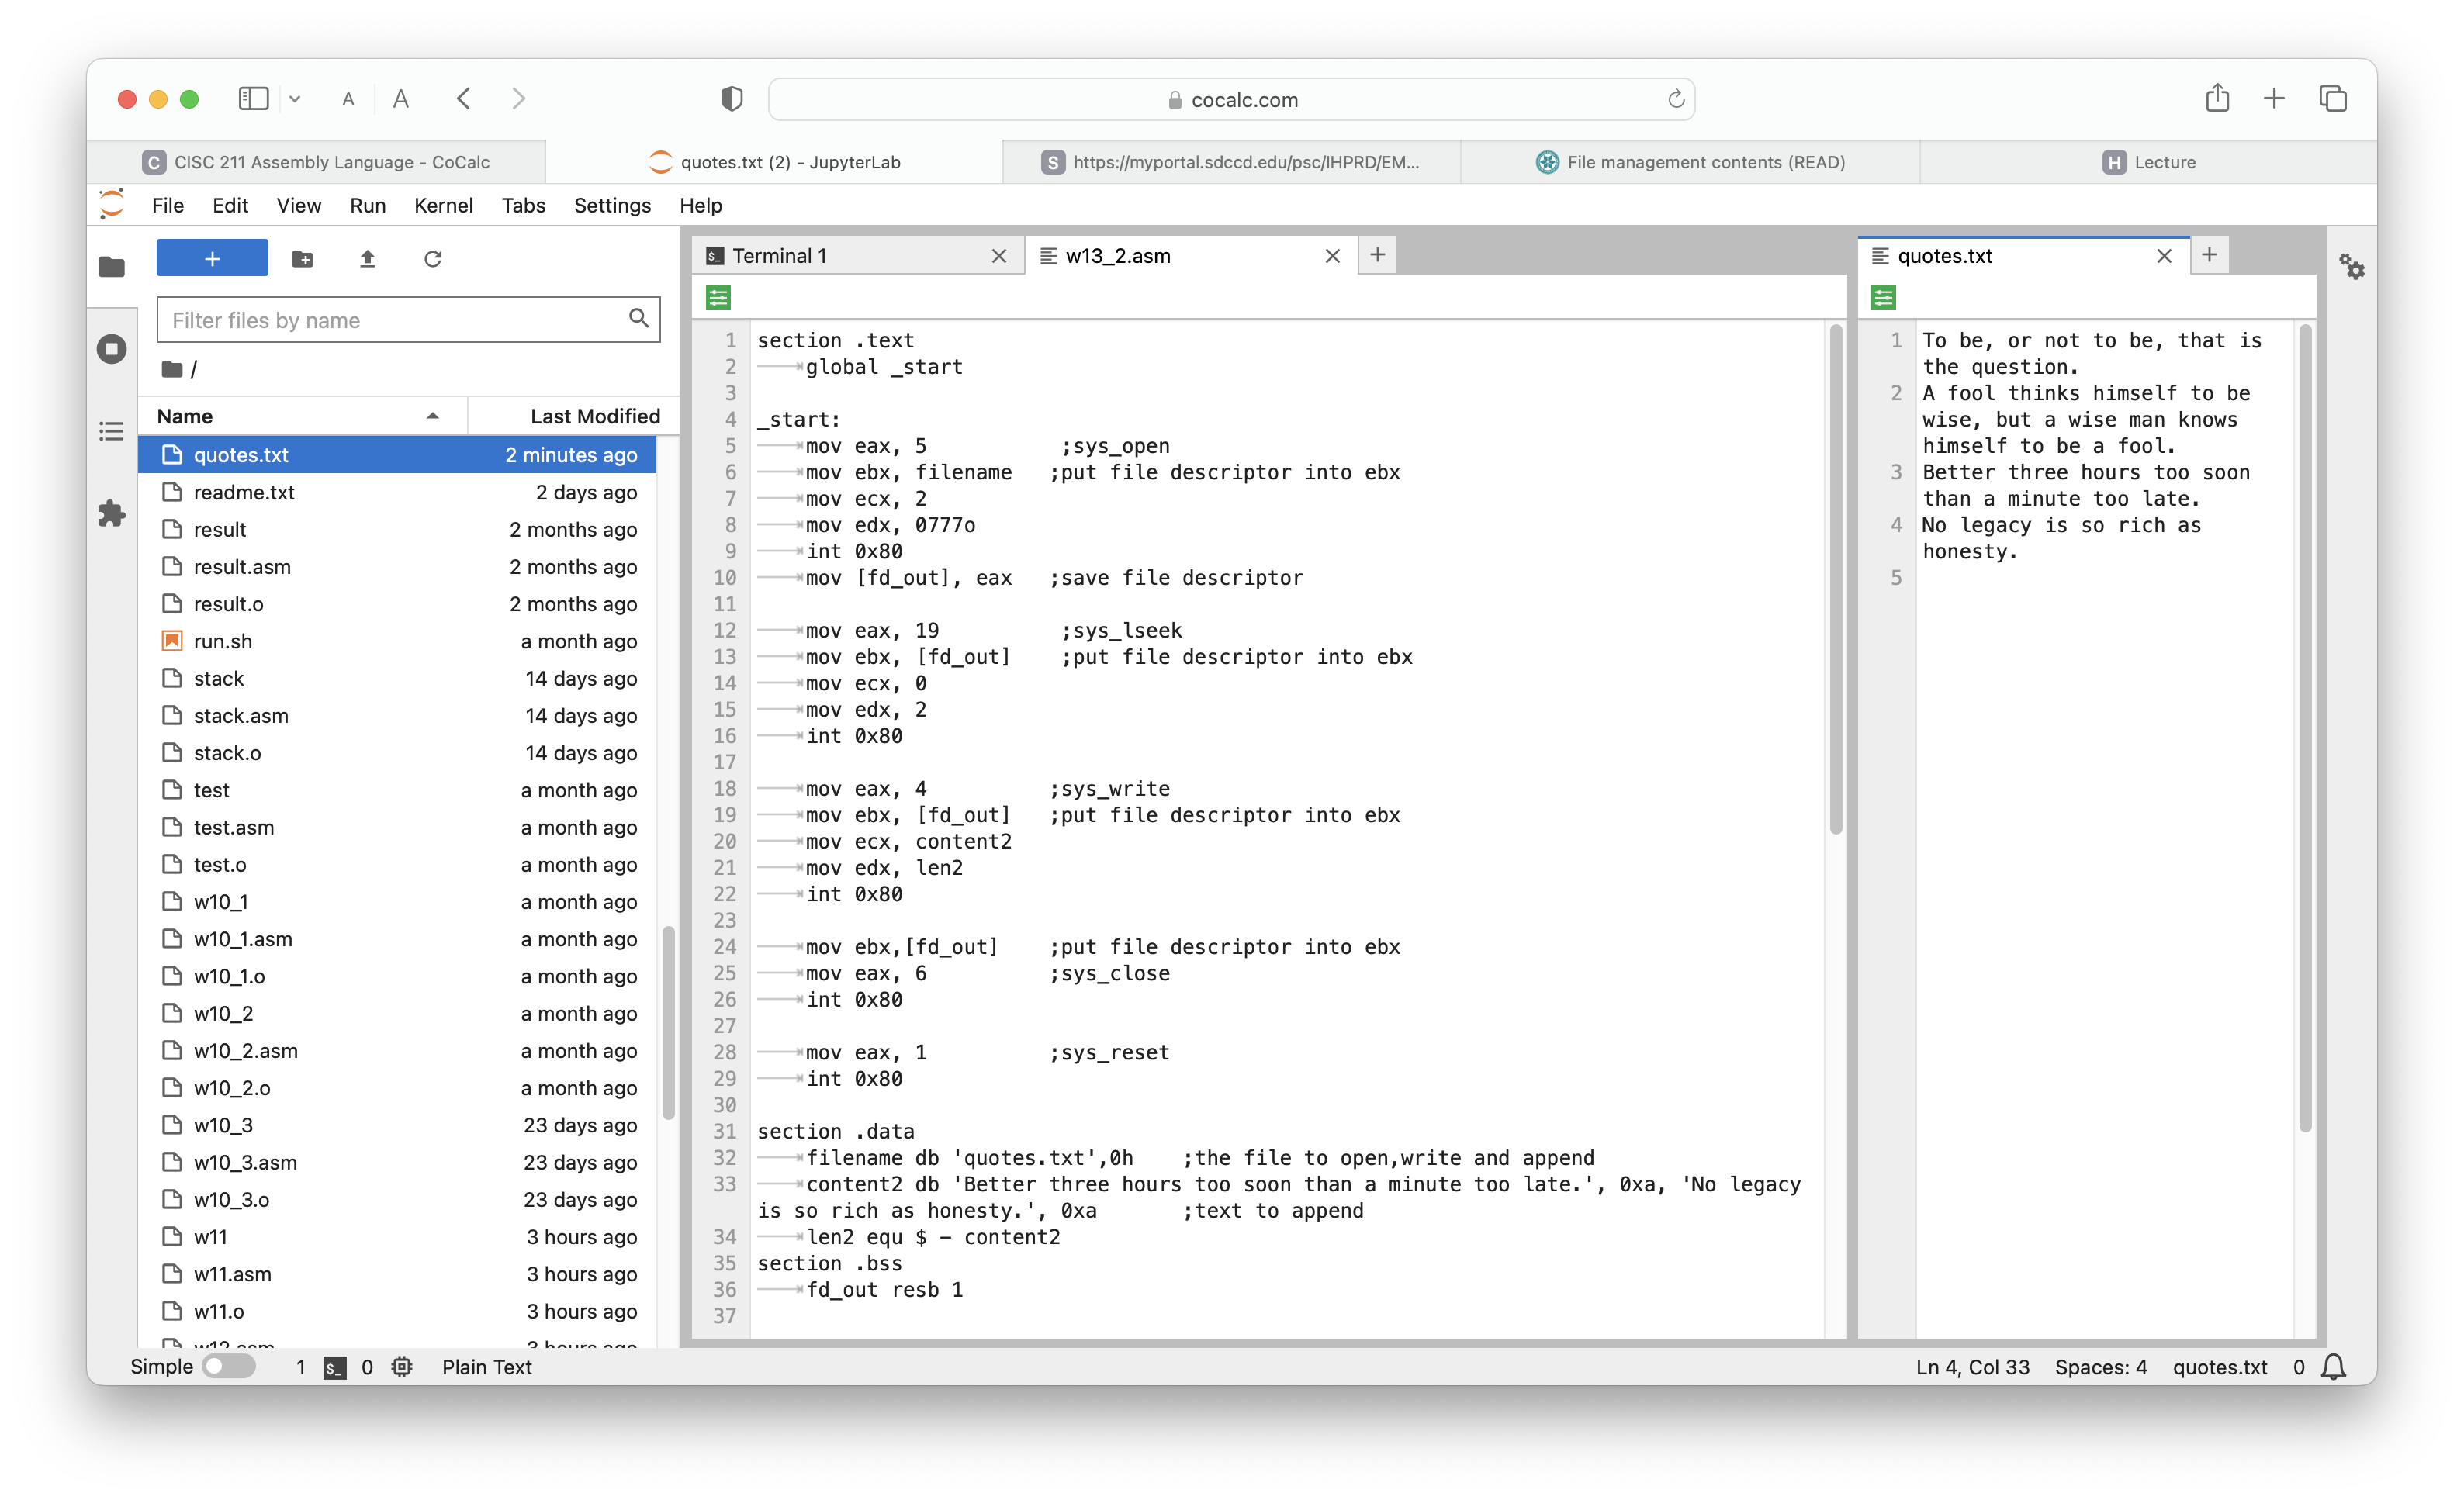 A A cocalc.com
C CISC 211 Assembly Language - CoCalc
quotes.txt (2) - JupyterLab
S https://myportal.sdccd.edu/psc/IHPRD/EM...
File management contents (READ)
H Lecture
File Edit View Run Kernel Tabs Settings Help
+
Filter files by name
/
Name Last Modified
quotes.txt 2 minutes ago
readme.txt 2 days ago
result 2 months ago
result.asm 2 months ago
result.o 2 months ago
run.sh a month ago
stack 14 days ago
stack.asm 14 days ago
stack.o 14 days ago
test a month ago
test.asm a month ago
test.o a month ago
w10_1 a month ago
w10_1.asm a month ago
w10_1.o a month ago
w10_2 a month ago
w10_2.asm a month ago
w10_2.o a month ago
w10_3 23 days ago
w10_3.asm 23 days ago
w10_3.o 23 days ago
w11 3 hours ago
w11.asm 3 hours ago
w11.o 3 hours ago
w12.asm 3 hours ago
$_ Terminal 1
w13_2.asm
1 section .text
2 global _start
3
4 _start:
5 mov eax, 5 ;sys_open
6 mov ebx, filename ;put file descriptor into ebx
7 mov ecx, 2
8 mov edx, 0777o
9 int 0x80
10 mov [fd_out], eax ;save file descriptor
11
12 mov eax, 19 ;sys_lseek
13 mov ebx, [fd_out] ;put file descriptor into ebx
14 mov ecx, 0
15 mov edx, 2
16 int 0x80
17
18 mov eax, 4 ;sys_write
19 mov ebx, [fd_out] ;put file descriptor into ebx
20 mov ecx, content2
21 mov edx, len2
22 int 0x80
23
24 mov ebx,[fd_out] ;put file descriptor into ebx
25 mov eax, 6 ;sys_close
26 int 0x80
27
28 mov eax, 1 ;sys_reset
29 int 0x80
30
31 section .data
32 filename db 'quotes.txt',0h ;the file to open,write and append
33 content2 db 'Better three hours too soon than a minute too late.', 0xa, 'No legacy
is so rich as honesty.', 0xa ;text to append
34 len2 equ $ - content2
35 section .bss
36 fd_out resb 1
37
quotes.txt
1 To be, or not to be, that is
the question.
2 A fool thinks himself to be
wise, but a wise man knows
himself to be a fool.
3 Better three hours too soon
than a minute too late.
4 No legacy is so rich as
honesty.
5
Simple 1 $_ 0 Plain Text
Ln 4, Col 33 Spaces: 4 quotes.txt 0